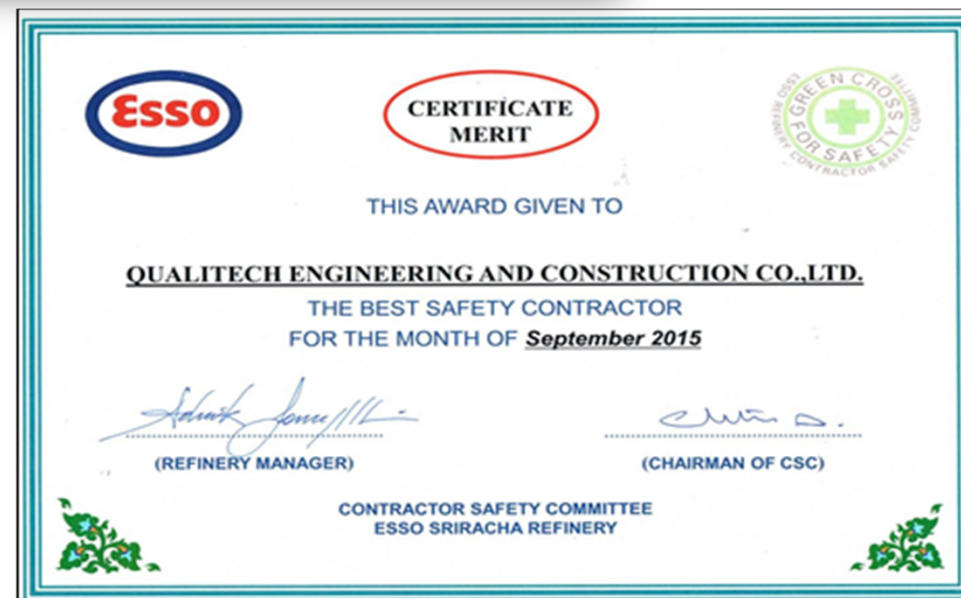 Esso
CERTIFICATE
MERIT
GREEN CROSS
FOR SAFETY
ESSO REFINERY CONTRACTOR SAFETY COMMITTEE
THIS AWARD GIVEN TO
QUALITECH ENGINEERING AND CONSTRUCTION CO.,LTD.
THE BEST SAFETY CONTRACTOR
FOR THE MONTH OF September 2015
(REFINERY MANAGER)
(CHAIRMAN OF CSC)
CONTRACTOR SAFETY COMMITTEE
ESSO SRIRACHA REFINERY